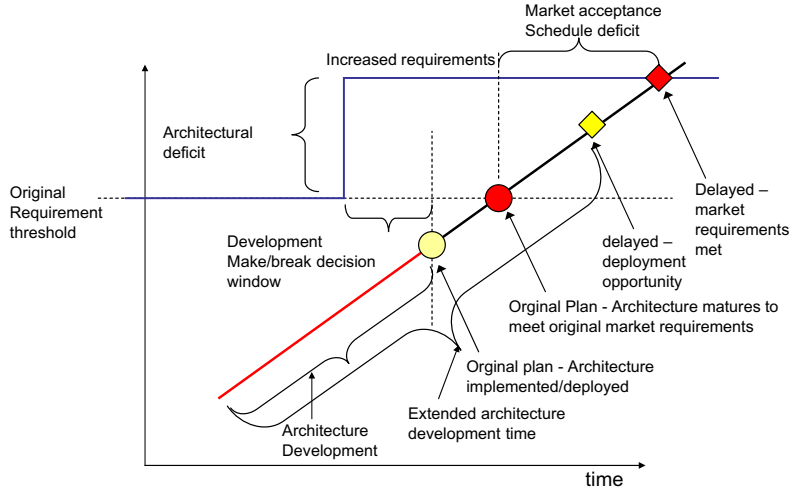 Market acceptance
Schedule deficit
Increased requirements
Architectural
deficit
Original
Requirement
threshold
Delayed –
market
requirements
met
Development
Make/break decision
window
delayed –
deployment
opportunity
Orginal Plan - Architecture matures to
meet original market requirements
Orginal plan - Architecture
implemented/deployed
Extended architecture
development time
Architecture
Development
time